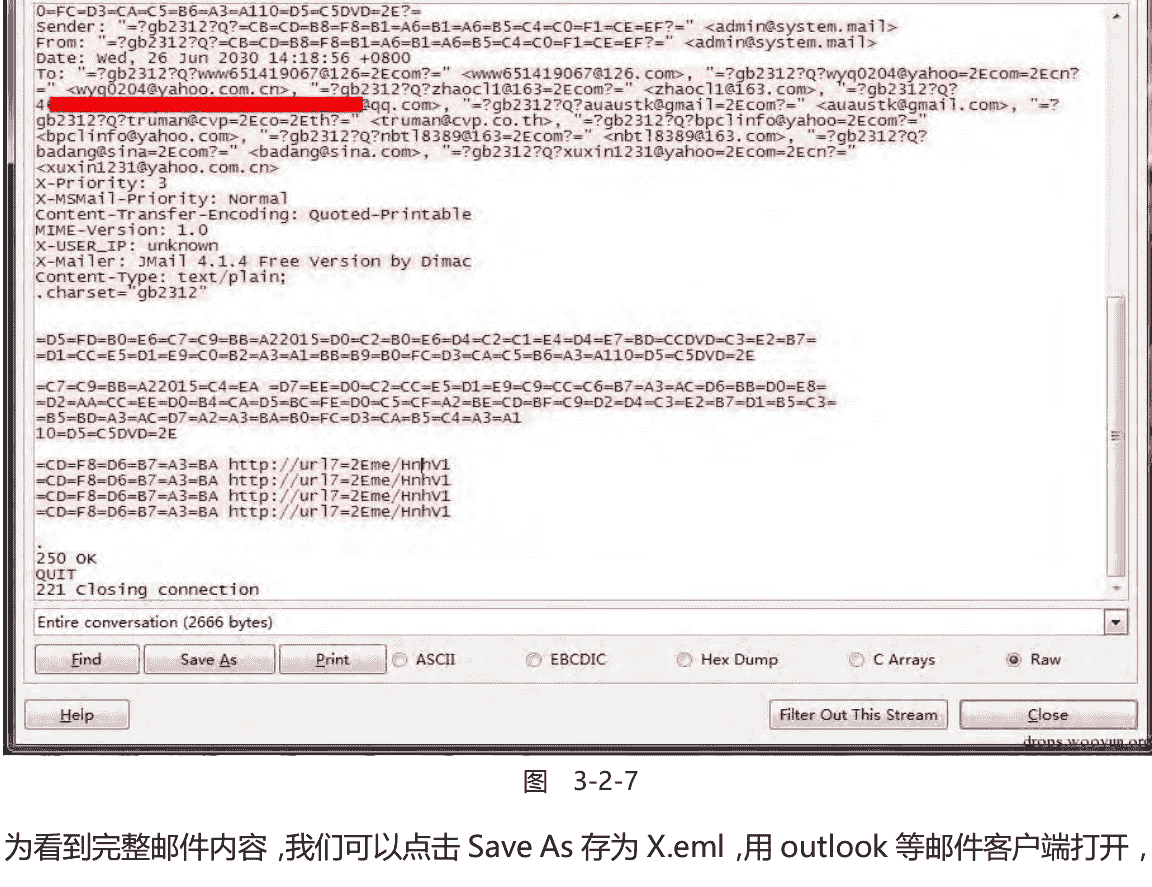 0=FC=D3=CA=C5=B6=A3=A110=D5=C5DVD=2E?=
Sender: "=?gb2312?Q?=CB=CD=B8=F8=B1=A6=B1=A6=B5=C4=C0=F1=CE=EF?=" <admin@system.mail>
From: "=?gb2312?Q?=CB=CD=B8=F8=B1=A6=B1=A6=B5=C4=C0=F1=CE=EF?=" <admin@system.mail>
Date: Wed, 26 Jun 2030 14:18:56 +0800
To: "=?gb2312?Q?www651419067@126=2Ecom?=" <www651419067@126.com>, "=?gb2312?Q?wyq0204@yahoo=2Ecom=2Ecn?
=" <wyq0204@yahoo.com.cn>, "=?gb2312?Q?zhaocl1@163=2Ecom?=" <zhaocl1@163.com>, "=?gb2312?Q?
4 @qq.com>, "=?gb2312?Q?auaustk@gmail=2Ecom?=" <auaustk@gmail.com>, "=?
gb2312?Q?truman@cvp=2Eco=2Eth?=" <truman@cvp.co.th>, "=?gb2312?Q?bpclinfo@yahoo=2Ecom?="
<bpclinfo@yahoo.com>, "=?gb2312?Q?nbtl8389@163=2Ecom?=" <nbtl8389@163.com>, "=?gb2312?Q?
badang@sina=2Ecom?=" <badang@sina.com>, "=?gb2312?Q?xuxin1231@yahoo=2Ecom=2Ecn?="
<xuxin1231@yahoo.com.cn>
X-Priority: 3
X-MSMail-Priority: Normal
Content-Transfer-Encoding: Quoted-Printable
MIME-Version: 1.0
X-USER_IP: unknown
X-Mailer: JMail 4.1.4 Free Version by Dimac
Content-Type: text/plain;
.charset="gb2312"
=D5=FD=B0=E6=C7=C9=BB=A22015=D0=C2=B0=E6=D4=C2=C1=E4=D4=E7=BD=CCDVD=C3=E2=B7=
=D1=CC=E5=D1=E9=C0=B2=A3=A1=BB=B9=B0=FC=D3=CA=C5=B6=A3=A110=D5=C5DVD=2E
=C7=C9=BB=A22015=C4=EA =D7=EE=D0=C2=CC=E5=D1=E9=C9=CC=C6=B7=A3=AC=D6=BB=D0=E8=
=D2=AA=CC=EE=D0=B4=CA=D5=BC=FE=D0=C5=CF=A2=BE=CD=BF=C9=D2=D4=C3=E2=B7=D1=B5=C3=
=B5=BD=A3=AC=D7=A2=A3=BA=B0=FC=D3=CA=B5=C4=A3=A1
10=D5=C5DVD=2E
=CD=F8=D6=B7=A3=BA http://url7=2Eme/HnhV1
=CD=F8=D6=B7=A3=BA http://url7=2Eme/HnhV1
=CD=F8=D6=B7=A3=BA http://url7=2Eme/HnhV1
=CD=F8=D6=B7=A3=BA http://url7=2Eme/HnhV1
.
250 OK
QUIT
221 Closing connection
Entire conversation (2666 bytes)
Find Save As Print ASCII EBCDIC Hex Dump C Arrays Raw
Help Filter Out This Stream Close
drops.wooyun.org
图 3-2-7
为看到完整邮件内容,我们可以点击 Save As 存为 X.eml,用 outlook 等邮件客户端打开,